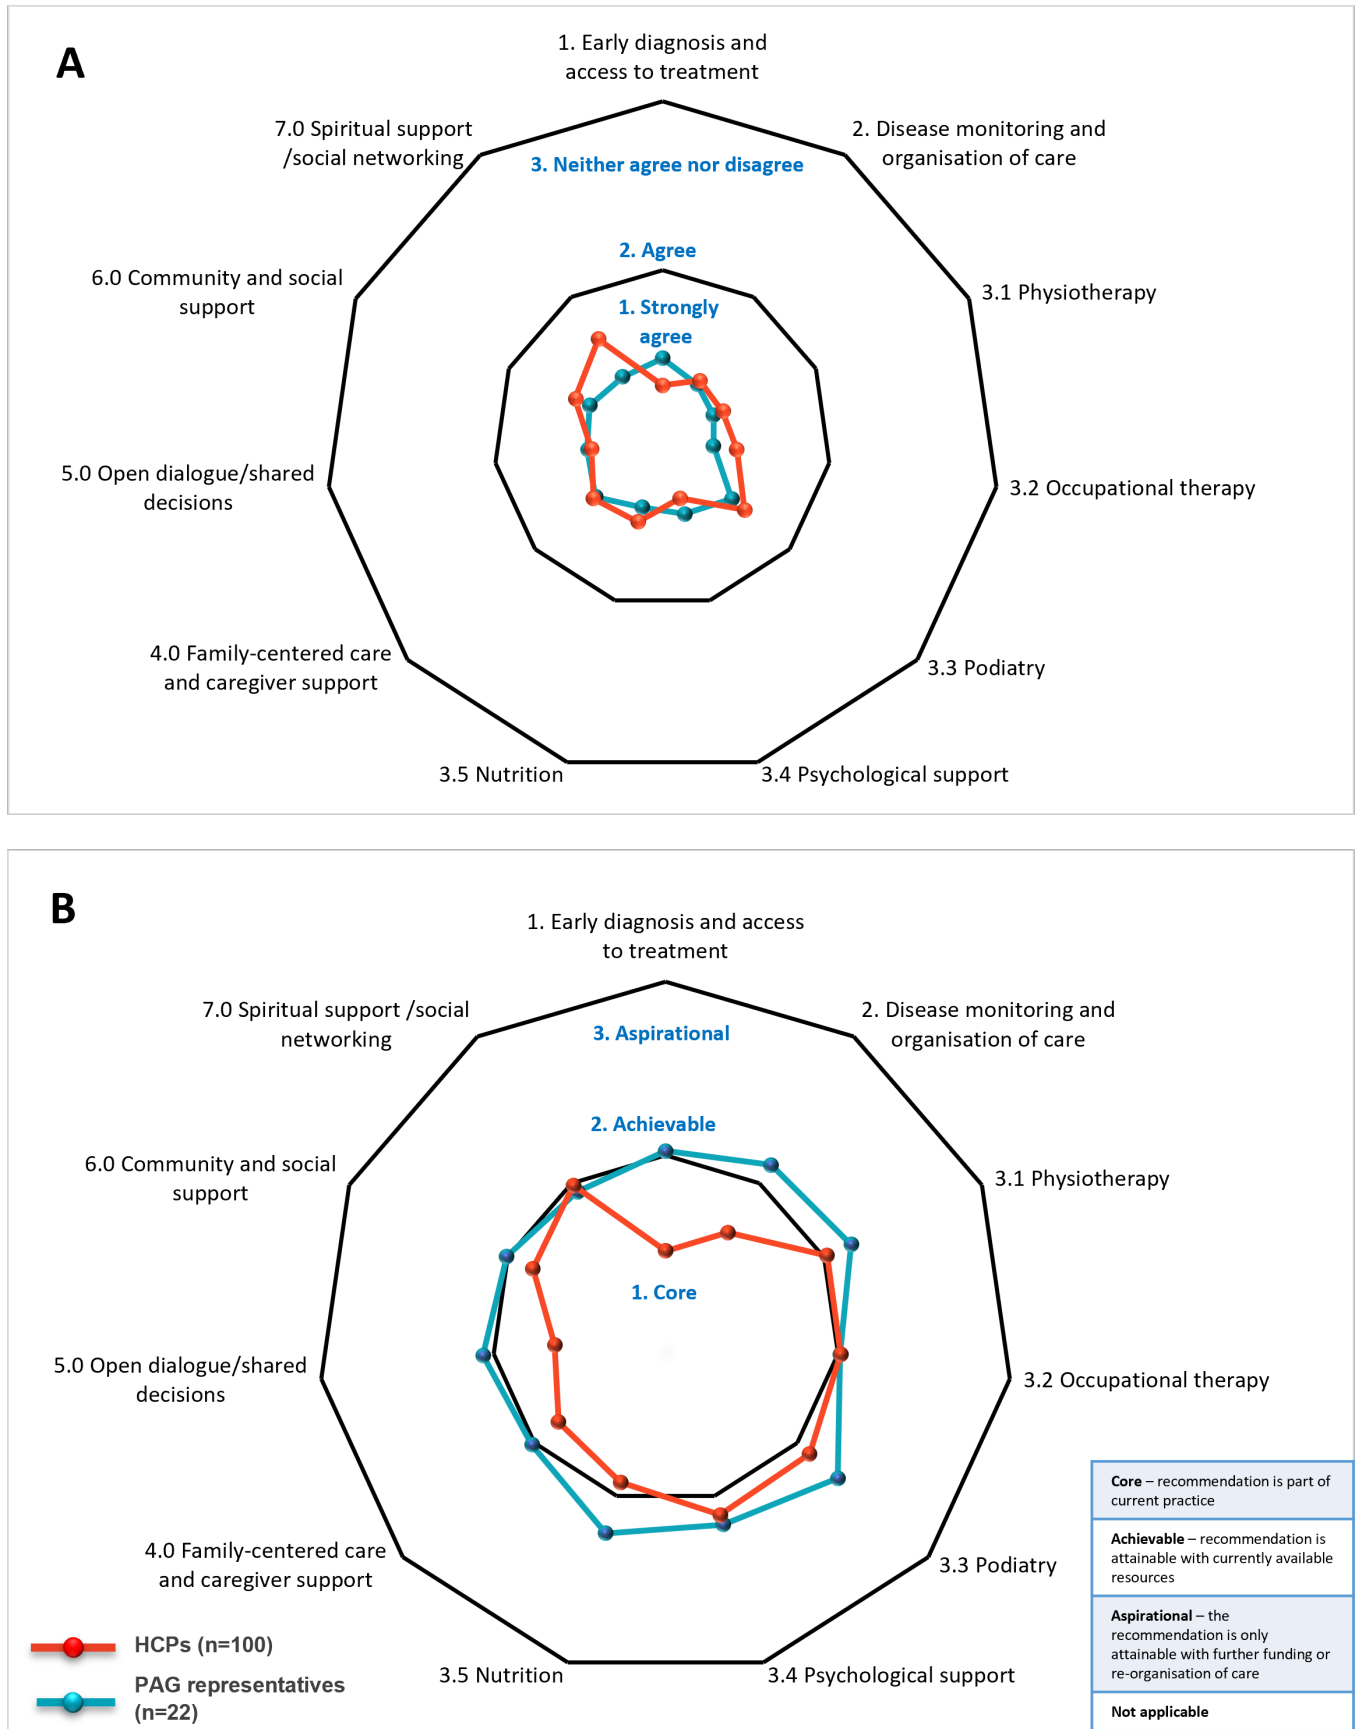 A
1. Early diagnosis and
access to treatment
7.0 Spiritual support
/social networking
2. Disease monitoring and
organisation of care
3. Neither agree nor disagree
2. Agree
6.0 Community and social
support
3.1 Physiotherapy
1. Strongly
agree
5.0 Open dialogue/shared
decisions
3.2 Occupational therapy
4.0 Family-centered care
and caregiver support
3.3 Podiatry
3.5 Nutrition
3.4 Psychological support
B
1. Early diagnosis and access
to treatment
7.0 Spiritual support /social
networking
2. Disease monitoring and
organisation of care
3. Aspirational
2. Achievable
6.0 Community and social
support
3.1 Physiotherapy
1. Core
5.0 Open dialogue/shared
decisions
3.2 Occupational therapy
4.0 Family-centered care
and caregiver support
3.3 Podiatry
3.5 Nutrition
3.4 Psychological support
HCPs (n=100)
PAG representatives
(n=22)
Core – recommendation is part of
current practice
Achievable – recommendation is
attainable with currently available
resources
Aspirational – the
recommendation is only
attainable with further funding or
re-organisation of care
Not applicable